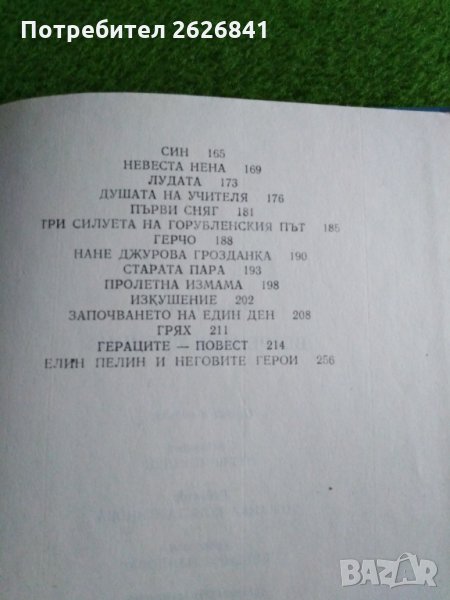 Потребител 2626841
СИН 165
НЕВЕСТА НЕНА 169
ЛУДАТА 173
ДУШАТА НА УЧИТЕЛЯ 176
ПЪРВИ СНЯГ 181
ТРИ СИЛУЕТА НА ГОРУБЛЕНСКИЯ ПЪТ 185
ГЕРЧО 188
НАНЕ ДЖУРОВА ГРОЗДАНКА 190
СТАРАТА ПАРА 193
ПРОЛЕТНА ИЗМАМА 198
ИЗКУШЕНИЕ 202
ЗАПОЧВАНЕТО НА ЕДИН ДЕН 208
ГРЯХ 211
ГЕРАЦИТЕ — ПОВЕСТ 214
ЕЛИН ПЕЛИН И НЕГОВИТЕ ГЕРОИ 256
BAZAR